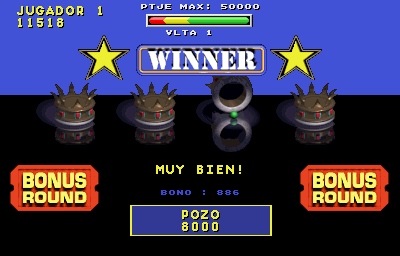 JUGADOR 1
11518
PTJE MAX: 50000
VLTA 1
WINNER
MUY BIEN!
BONO : 886
BONUS
ROUND
BONUS
ROUND
POZO
8000